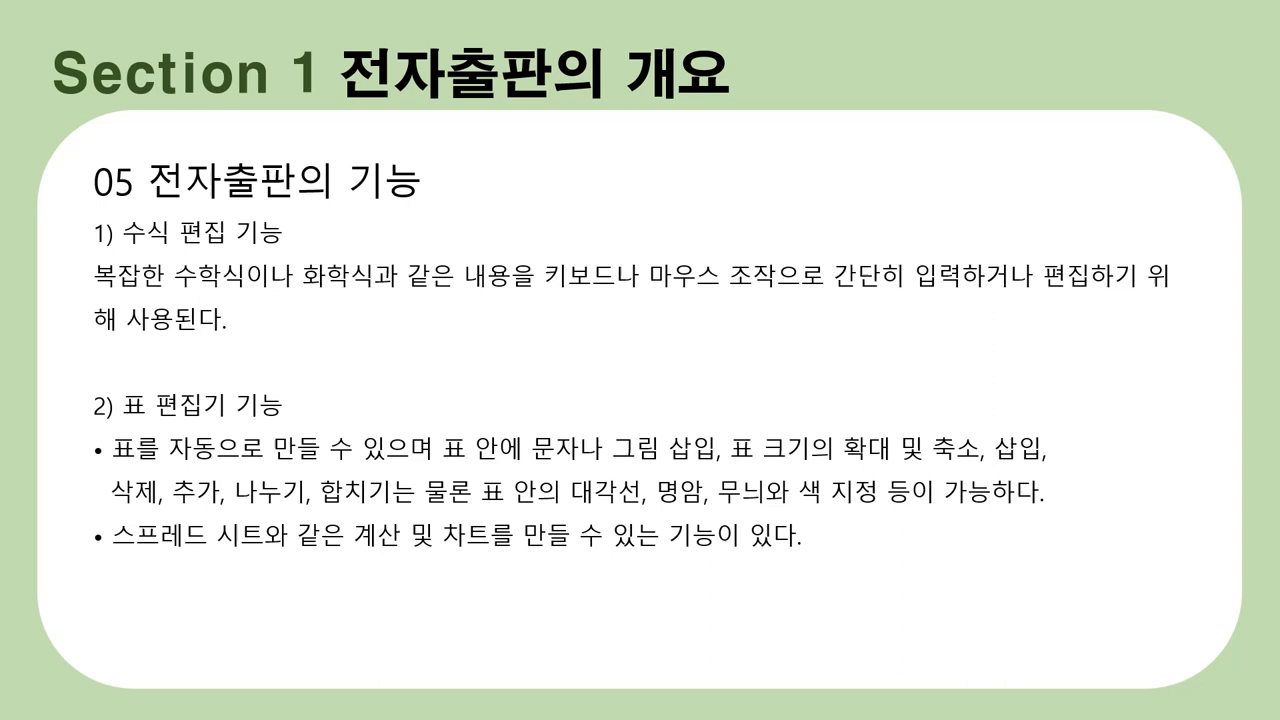 Section 1 전자출판의 개요
05 전자출판의 기능
1) 수식 편집 기능
복잡한 수학식이나 화학식과 같은 내용을 키보드나 마우스 조작으로 간단히 입력하거나 편집하기 위
해 사용된다.
2) 표 편집기 기능
• 표를 자동으로 만들 수 있으며 표 안에 문자나 그림 삽입, 표 크기의 확대 및 축소, 삽입,
삭제, 추가, 나누기, 합치기는 물론 표 안의 대각선, 명암, 무늬와 색 지정 등이 가능하다.
• 스프레드 시트와 같은 계산 및 차트를 만들 수 있는 기능이 있다.